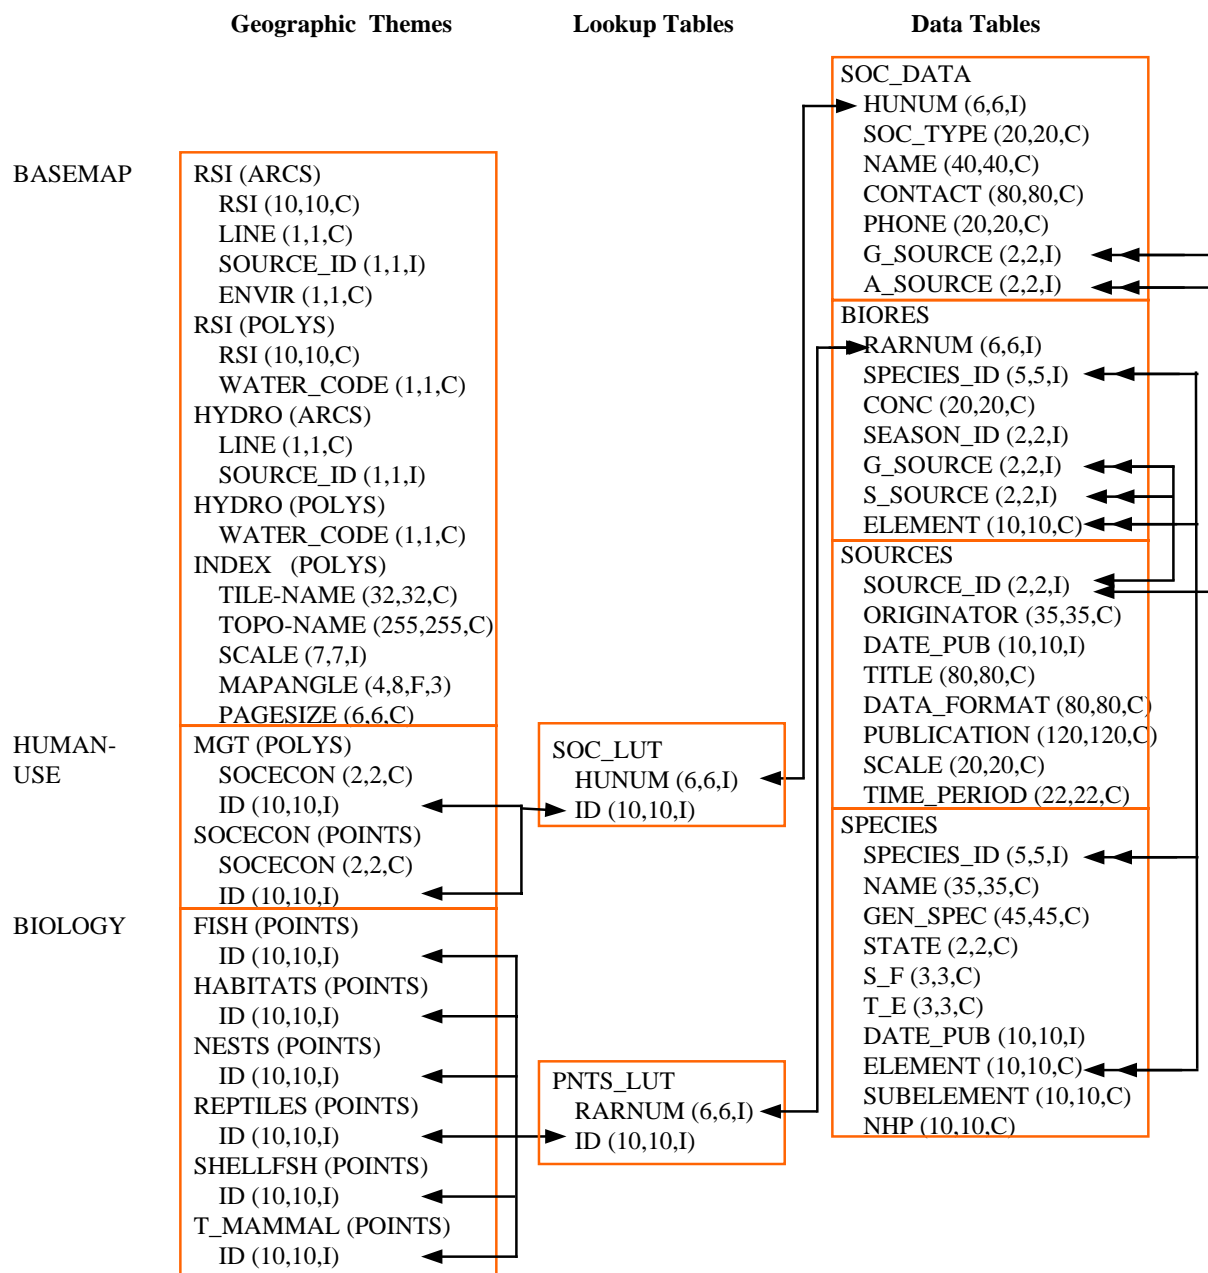 Geographic  Themes
Lookup Tables
Data Tables
BASEMAP
RSI (ARCS)
RSI (10,10,C)
LINE (1,1,C)
SOURCE_ID (1,1,I)
ENVIR (1,1,C)
RSI (POLYS)
RSI (10,10,C)
WATER_CODE (1,1,C)
HYDRO (ARCS)
LINE (1,1,C)
SOURCE_ID (1,1,I)
HYDRO (POLYS)
WATER_CODE (1,1,C)
INDEX   (POLYS)
TILE-NAME (32,32,C)
TOPO-NAME (255,255,C)
SCALE (7,7,I)
MAPANGLE (4,8,F,3)
PAGESIZE (6,6,C)
HUMAN-
USE
MGT (POLYS)
SOCECON (2,2,C)
ID (10,10,I)
SOCECON (POINTS)
SOCECON (2,2,C)
ID (10,10,I)
BIOLOGY
FISH (POINTS)
ID (10,10,I)
HABITATS (POINTS)
ID (10,10,I)
NESTS (POINTS)
ID (10,10,I)
REPTILES (POINTS)
ID (10,10,I)
SHELLFSH (POINTS)
ID (10,10,I)
T_MAMMAL (POINTS)
ID (10,10,I)
SOC_LUT
HUNUM (6,6,I)
ID (10,10,I)
PNTS_LUT
RARNUM (6,6,I)
ID (10,10,I)
SOC_DATA
HUNUM (6,6,I)
SOC_TYPE (20,20,C)
NAME (40,40,C)
CONTACT (80,80,C)
PHONE (20,20,C)
G_SOURCE (2,2,I)
A_SOURCE (2,2,I)
BIORES
RARNUM (6,6,I)
SPECIES_ID (5,5,I)
CONC (20,20,C)
SEASON_ID (2,2,I)
G_SOURCE (2,2,I)
S_SOURCE (2,2,I)
ELEMENT (10,10,C)
SOURCES
SOURCE_ID (2,2,I)
ORIGINATOR (35,35,C)
DATE_PUB (10,10,I)
TITLE (80,80,C)
DATA_FORMAT (80,80,C)
PUBLICATION (120,120,C)
SCALE (20,20,C)
TIME_PERIOD (22,22,C)
SPECIES
SPECIES_ID (5,5,I)
NAME (35,35,C)
GEN_SPEC (45,45,C)
STATE (2,2,C)
S_F (3,3,C)
T_E (3,3,C)
DATE_PUB (10,10,I)
ELEMENT (10,10,C)
SUBELEMENT (10,10,C)
NHP (10,10,C)